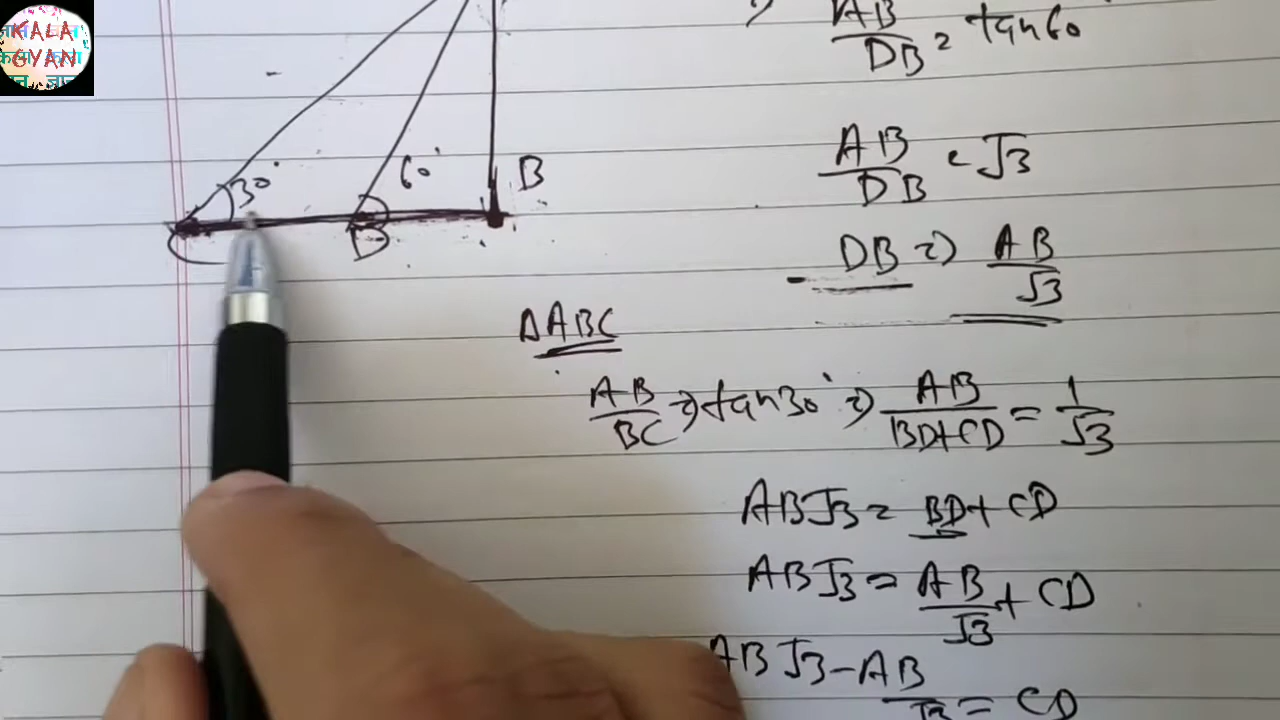 KALA
GYAN
AB/DB = tan60
AB/DB = √3
DB => AB/√3
30°
60°
B
C
D
ΔABC
AB/BC => tan30° => AB/BD+CD = 1/√3
AB√3 = BD+CD
AB√3 = AB/√3 + CD
AB√3 - AB/√3 = CD